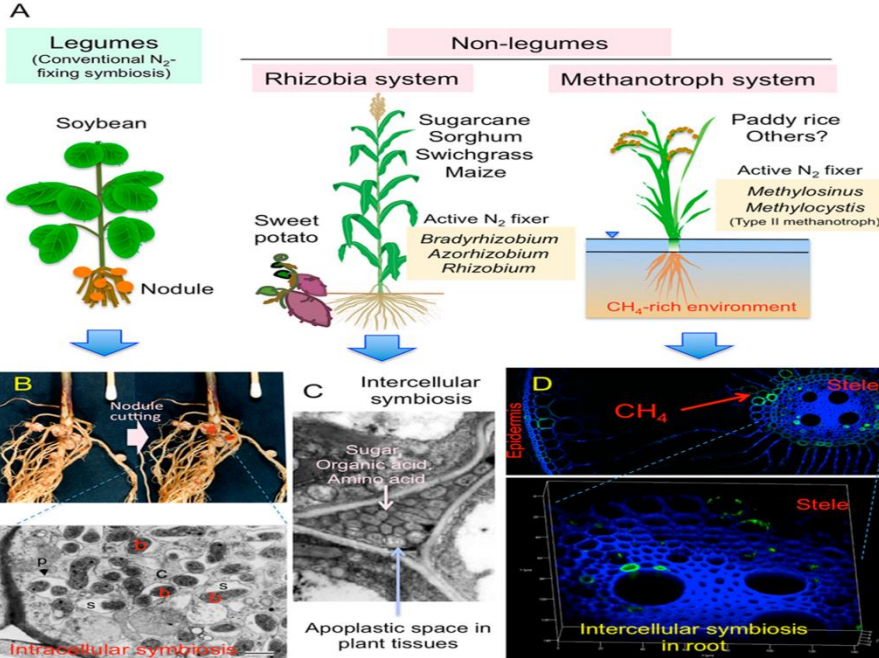 A
Legumes
(Conventional N₂-
fixing symbiosis)
Non-legumes
Rhizobia system
Methanotroph system
Soybean
Nodule
Sugarcane
Sorghum
Swichgrass
Maize
Sweet
potato
Active N₂ fixer
Bradyrhizobium
Azorhizobium
Rhizobium
Paddy rice
Others?
Active N₂ fixer
Methylosinus
Methylocystis
(Type II methanotroph)
CH₄-rich environment
B
Nodule
cutting
b
p
c
s
s
s
b
b
Intracellular symbiosis
C
Intercellular
symbiosis
Sugar
Organic acid
Amino acid
Apoplastic space in
plant tissues
D
Epidermis
CH₄
Stele
Stele
Intercellular symbiosis
in root